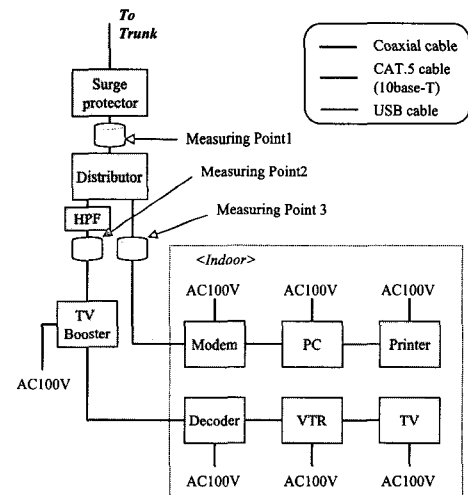 To
Trunk
Surge
protector
Measuring Point1
Distributor
Measuring Point2
HPF
Measuring Point 3
Coaxial cable
CAT.5 cable
(10base-T)
USB cable
<Indoor>
AC100V
AC100V
AC100V
TV
Booster
Modem
PC
Printer
AC100V
Decoder
VTR
TV
AC100V
AC100V
AC100V